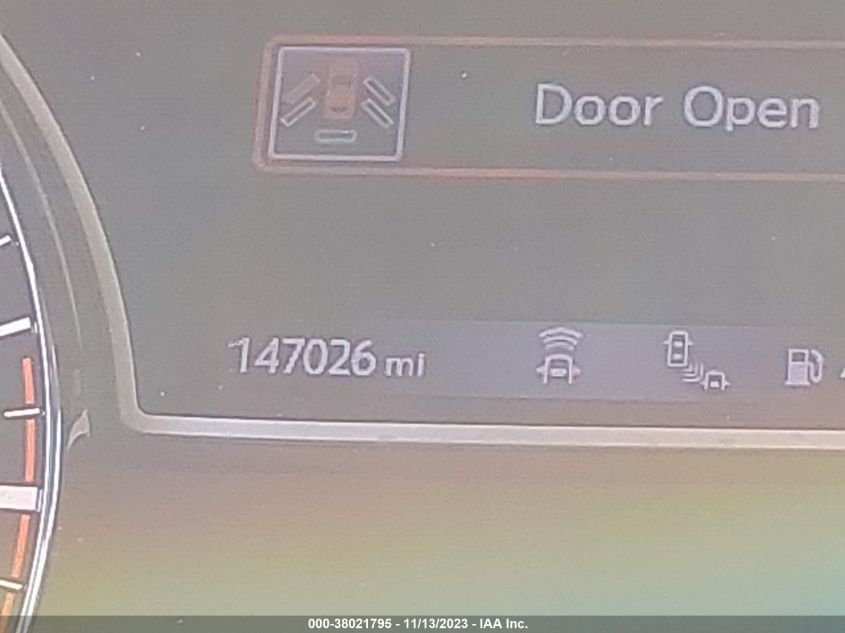 Door Open
147026 mi
000-38021795 - 11/13/2023 - IAA Inc.